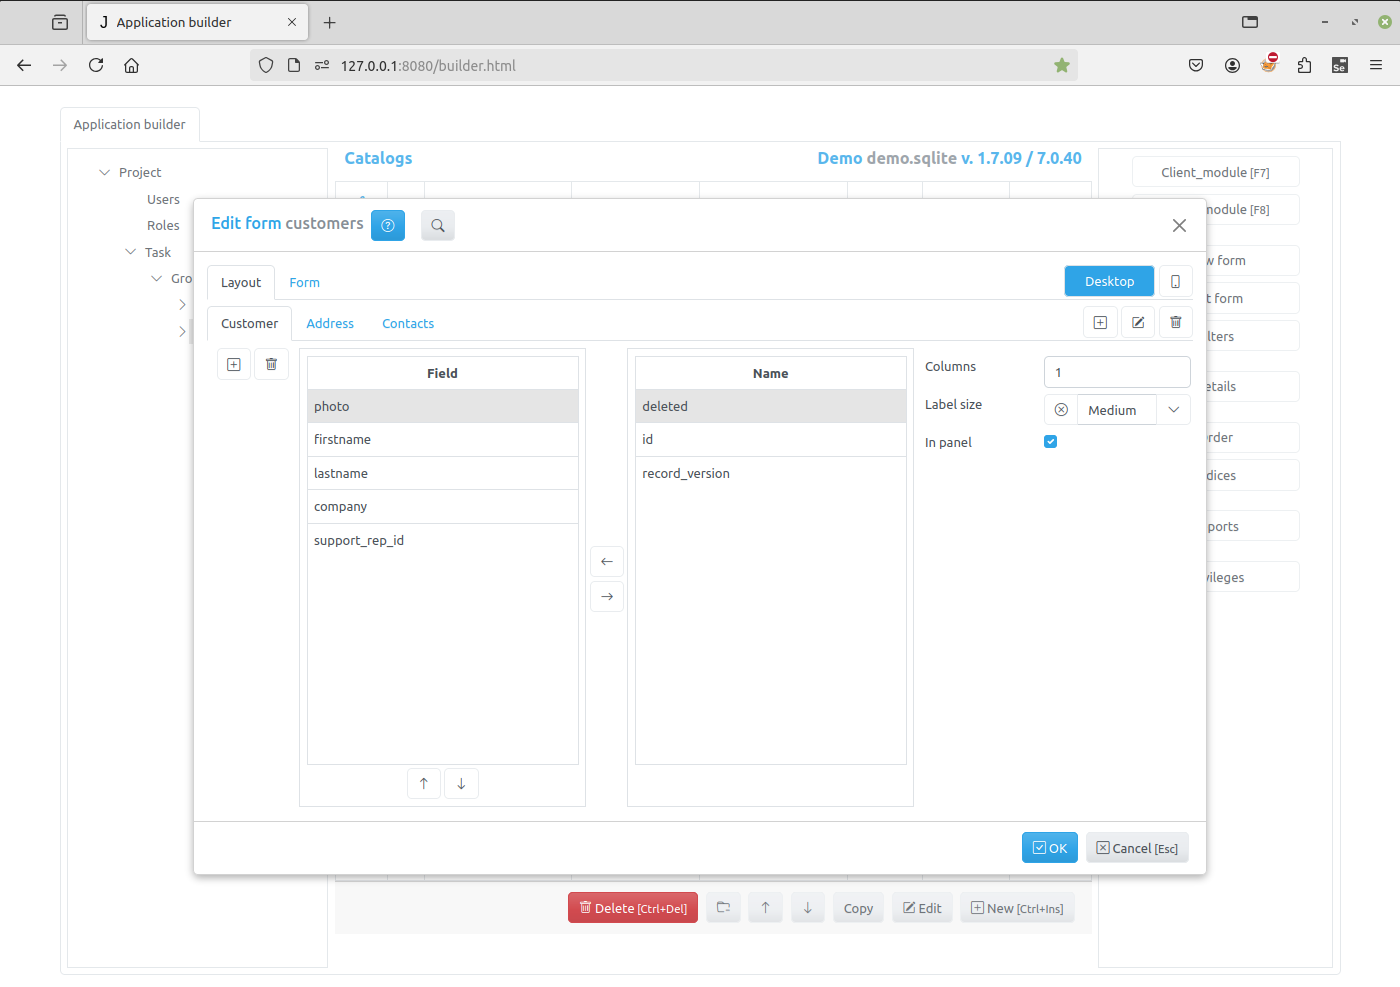 J Application builder
127.0.0.1:8080/builder.html
Se
Application builder
Project
Users
Roles
Task
Gro
Catalogs
Demo demo.sqlite v. 1.7.09 / 7.0.40
Client_module [F7]
module [F8]
w form
t form
lters
etails
rder
dices
ports
vileges
Edit form customers
Layout
Form
Desktop
Customer
Address
Contacts
Field
photo
firstname
lastname
company
support_rep_id
Name
deleted
id
record_version
Columns
1
Label size
Medium
In panel
OK
Cancel [Esc]
Delete [Ctrl+Del]
Copy
Edit
New [Ctrl+Ins]